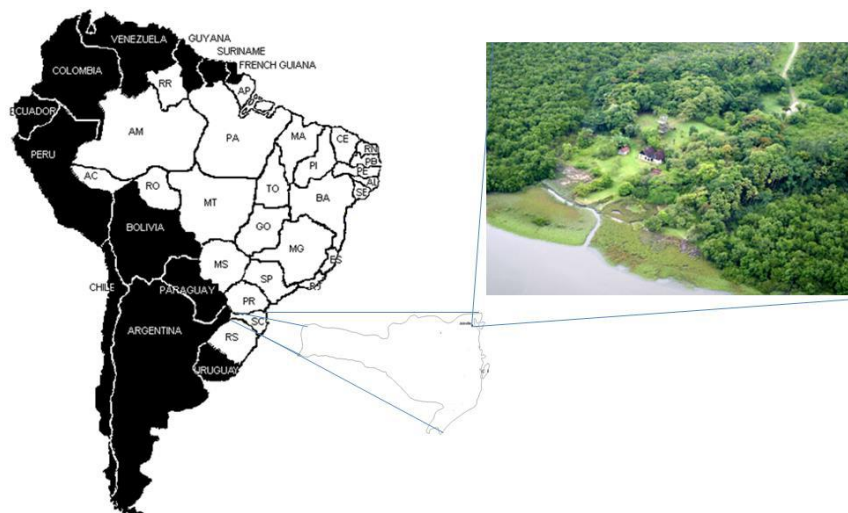 VENEZUELA
GUYANA
SURINAME
FRENCH GUIANA
COLOMBIA
RR
AP
ECUADOR
AM
PA
MA
CE
RN
PB
PE
AL
SE
PI
PERU
AC
RO
TO
MT
BA
BOLIVIA
GO
MG
MS
ES
SP
RJ
CHILE
PARAGUAY
PR
SC
ARGENTINA
RS
URUGUAY